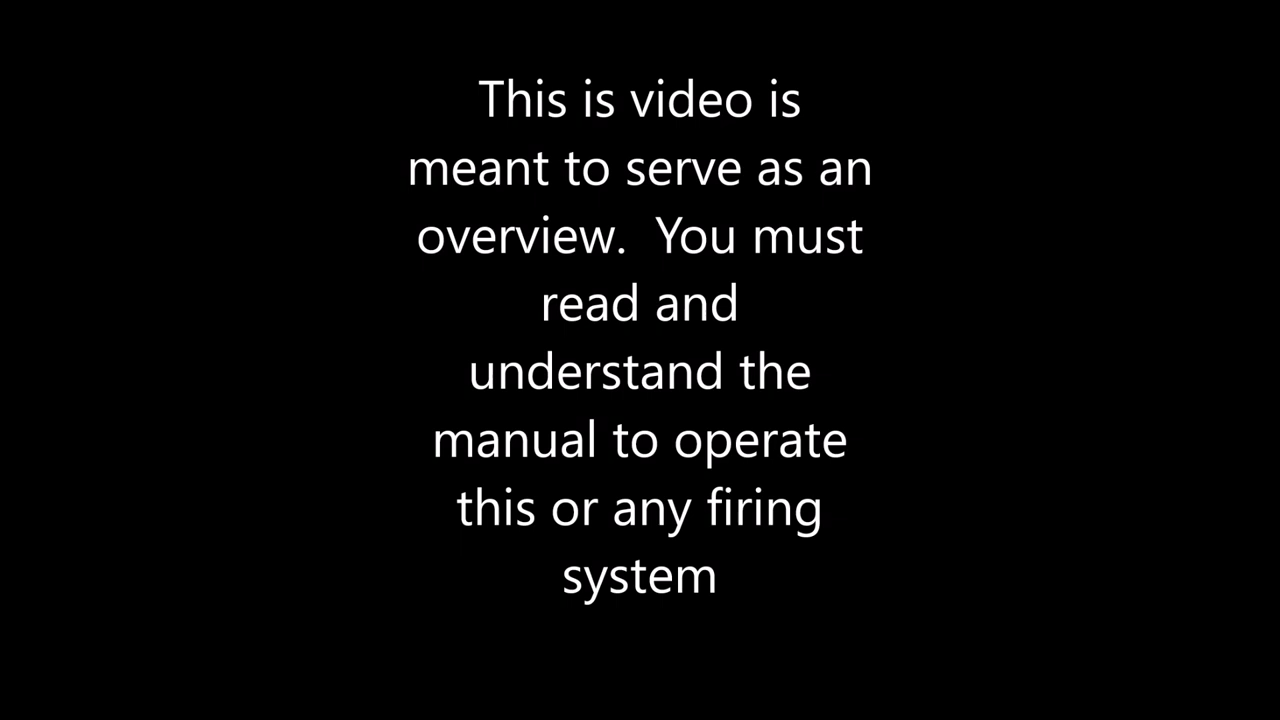 This is video is
meant to serve as an
overview.  You must
read and
understand the
manual to operate
this or any firing
system